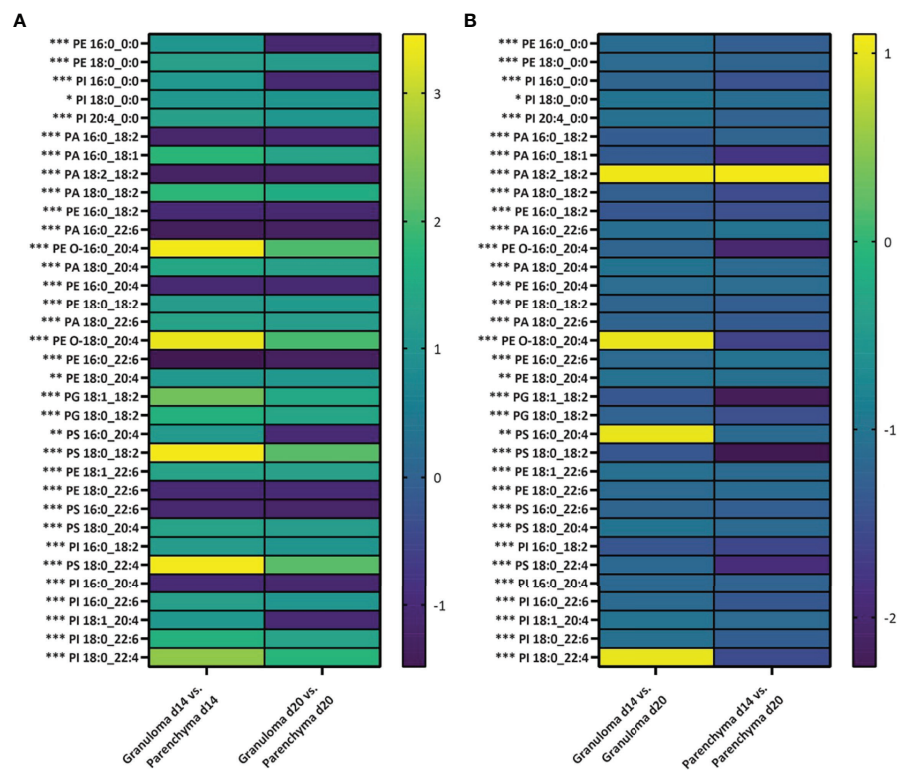 A
*** PE 16:0_0:0
*** PE 18:0_0:0
*** PI 16:0_0:0
* PI 18:0_0:0
*** PI 20:4_0:0
*** PA 16:0_18:2
*** PA 16:0_18:1
*** PA 18:2_18:2
*** PA 18:0_18:2
*** PE 16:0_18:2
*** PA 16:0_22:6
*** PE O-16:0_20:4
*** PA 18:0_20:4
*** PE 16:0_20:4
*** PE 18:0_18:2
*** PA 18:0_22:6
*** PE O-18:0_20:4
*** PE 16:0_22:6
** PE 18:0_20:4
*** PG 18:1_18:2
*** PG 18:0_18:2
** PS 16:0_20:4
*** PS 18:0_18:2
*** PE 18:1_22:6
*** PE 18:0_22:6
*** PS 16:0_22:6
*** PS 18:0_20:4
*** PI 16:0_18:2
*** PS 18:0_22:4
*** PI 16:0_20:4
*** PI 16:0_22:6
*** PI 18:1_20:4
*** PI 18:0_22:6
*** PI 18:0_22:4
Granuloma d14 vs.
Parenchyma d14
Granuloma d20 vs.
Parenchyma d20
3
2
1
0
-1
B
*** PE 16:0_0:0
*** PE 18:0_0:0
*** PI 16:0_0:0
* PI 18:0_0:0
*** PI 20:4_0:0
*** PA 16:0_18:2
*** PA 16:0_18:1
*** PA 18:2_18:2
*** PA 18:0_18:2
*** PE 16:0_18:2
*** PA 16:0_22:6
*** PE O-16:0_20:4
*** PA 18:0_20:4
*** PE 16:0_20:4
*** PE 18:0_18:2
*** PA 18:0_22:6
*** PE O-18:0_20:4
*** PE 16:0_22:6
** PE 18:0_20:4
*** PG 18:1_18:2
*** PG 18:0_18:2
** PS 16:0_20:4
*** PS 18:0_18:2
*** PE 18:1_22:6
*** PE 18:0_22:6
*** PS 16:0_22:6
*** PS 18:0_20:4
*** PI 16:0_18:2
*** PS 18:0_22:4
*** PI 16:0_20:4
*** PI 16:0_22:6
*** PI 18:1_20:4
*** PI 18:0_22:6
*** PI 18:0_22:4
Granuloma d14 vs.
Granuloma d20
Parenchyma d14 vs.
Parenchyma d20
1
0
-1
-2